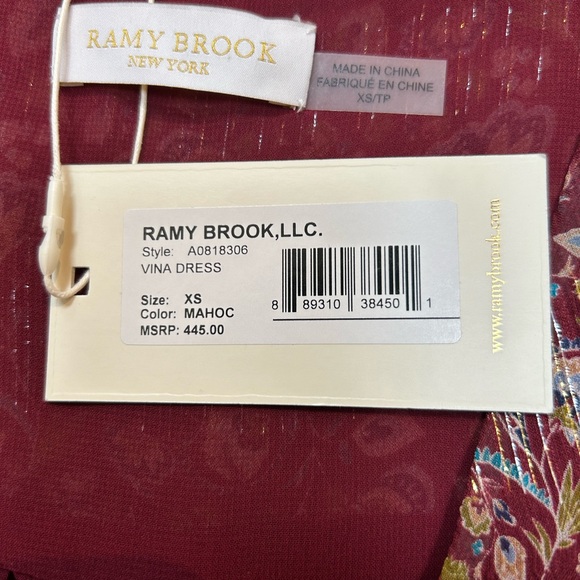 RAMY BROOK
NEW YORK
MADE IN CHINA
FABRIQUÉ EN CHINE
XS/TP
RAMY BROOK,LLC.
Style: A0818306
VINA DRESS
Size: XS
Color: MAHOC
MSRP: 445.00
8 89310 38450 1
www.ramybrook.com